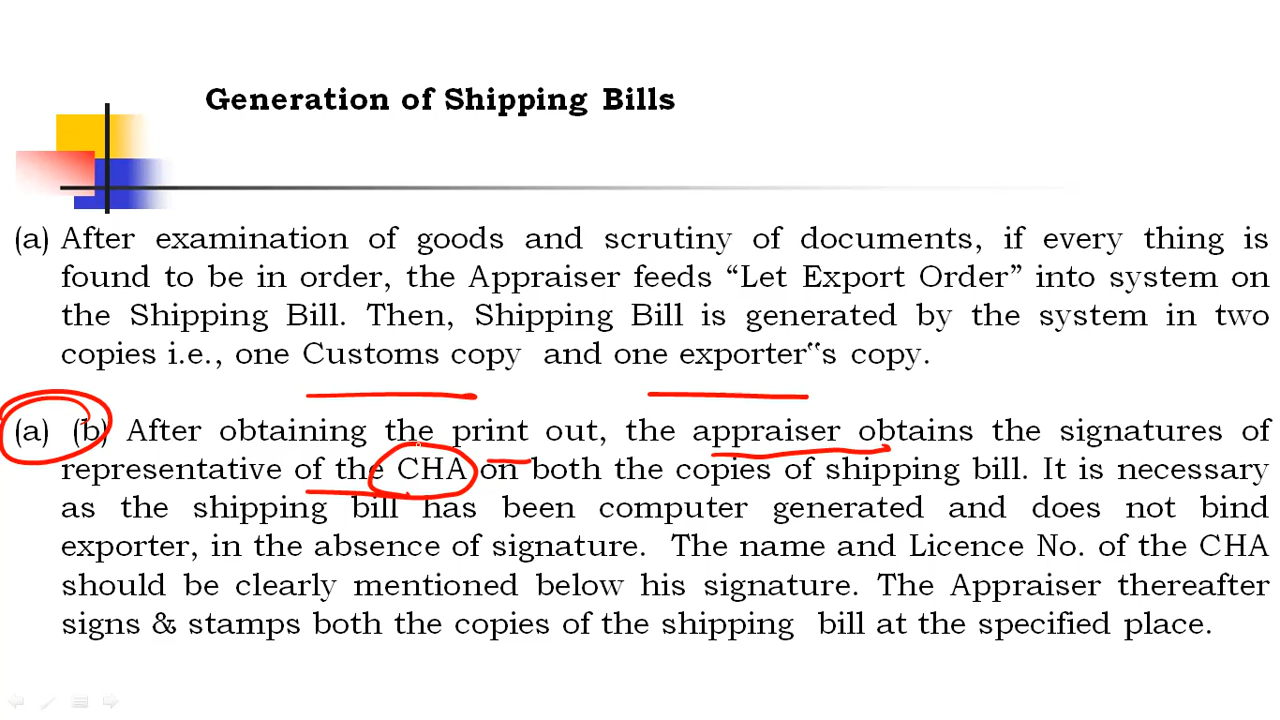 Generation of Shipping Bills
(a) After examination of goods and scrutiny of documents, if every thing is
found to be in order, the Appraiser feeds “Let Export Order” into system on
the Shipping Bill. Then, Shipping Bill is generated by the system in two
copies i.e., one Customs copy and one exporter‟s copy.
(a) (b) After obtaining the print out, the appraiser obtains the signatures of
representative of the CHA on both the copies of shipping bill. It is necessary
as the shipping bill has been computer generated and does not bind
exporter, in the absence of signature. The name and Licence No. of the CHA
should be clearly mentioned below his signature. The Appraiser thereafter
signs & stamps both the copies of the shipping bill at the specified place.